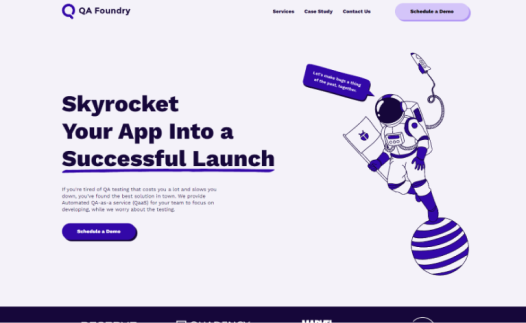 QA Foundry
Services
Case Study
Contact Us
Schedule a Demo
Let's make bugs a thing
of the past, together.
Skyrocket
Your App Into a
Successful Launch
If you're tired of QA testing that costs you a lot and slows you
down, you've found the best solution in town. We provide
Automated QA-as-a service (QaaS) for your team to focus on
developing, while we worry about the testing.
Schedule a Demo